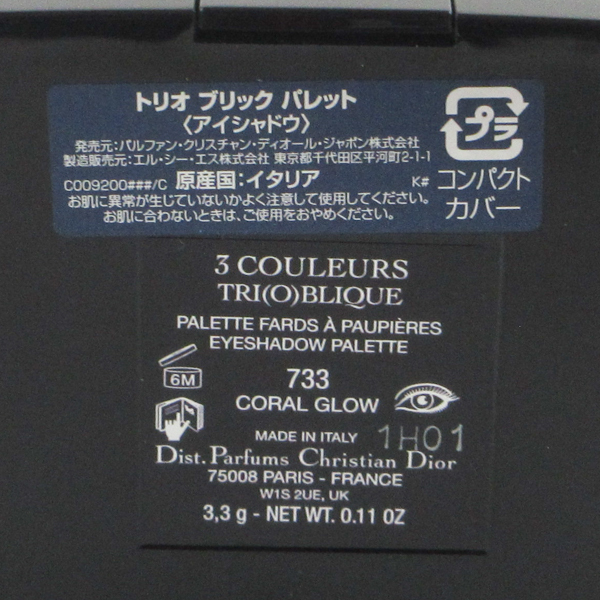 トリオ ブリック パレット
〈アイシャドウ〉
発売元:パルファン・クリスチャン・ディオール・ジャポン株式会社
製造販売元:エル・シー・エス株式会社 東京都千代田区平河町2-1-1
C009200###/C 原産国:イタリア K#
お肌に異常が生じていないかよく注意して使用してください。
お肌に合わないときは、ご使用をおやめください。
プラ
コンパクト
カバー
3 COULEURS
TRI(O)BLIQUE
PALETTE FARDS À PAUPIÈRES
EYESHADOW PALETTE
6M
733
CORAL GLOW
MADE IN ITALY 1H01
Dist. Parfums Christian Dior
75008 PARIS - FRANCE
W1S 2UE, UK
3,3 g - NET WT. 0.11 OZ